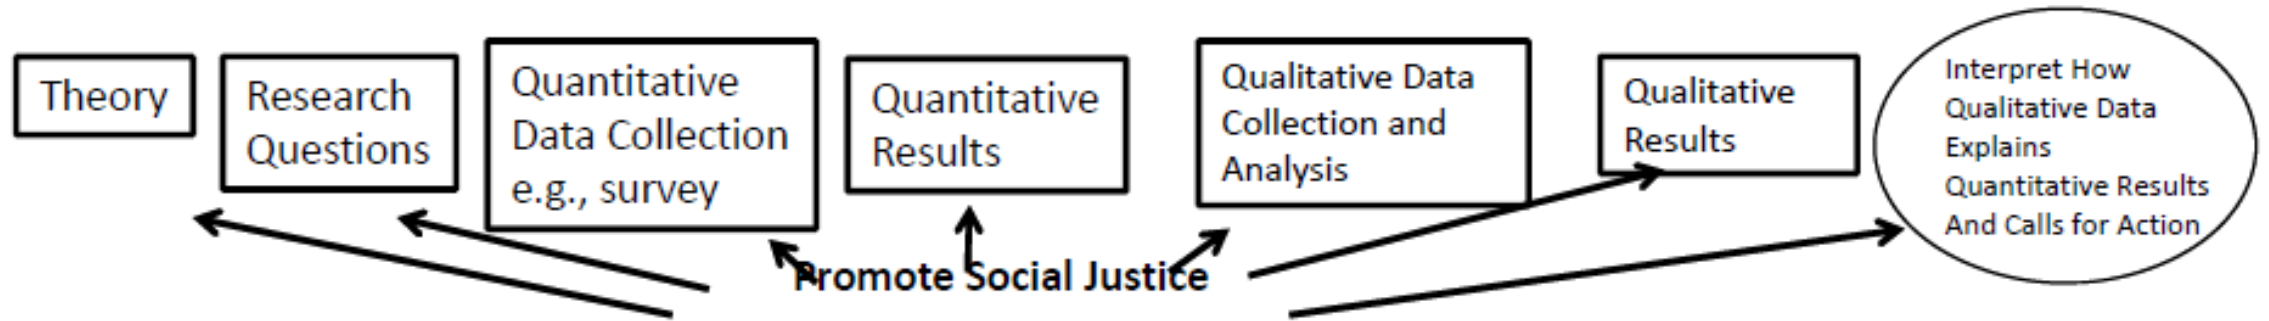 Theory
Research
Questions
Quantitative
Data Collection
e.g., survey
Quantitative
Results
Qualitative Data
Collection and
Analysis
Qualitative
Results
Interpret How
Qualitative Data
Explains
Quantitative Results
And Calls for Action
Promote Social Justice